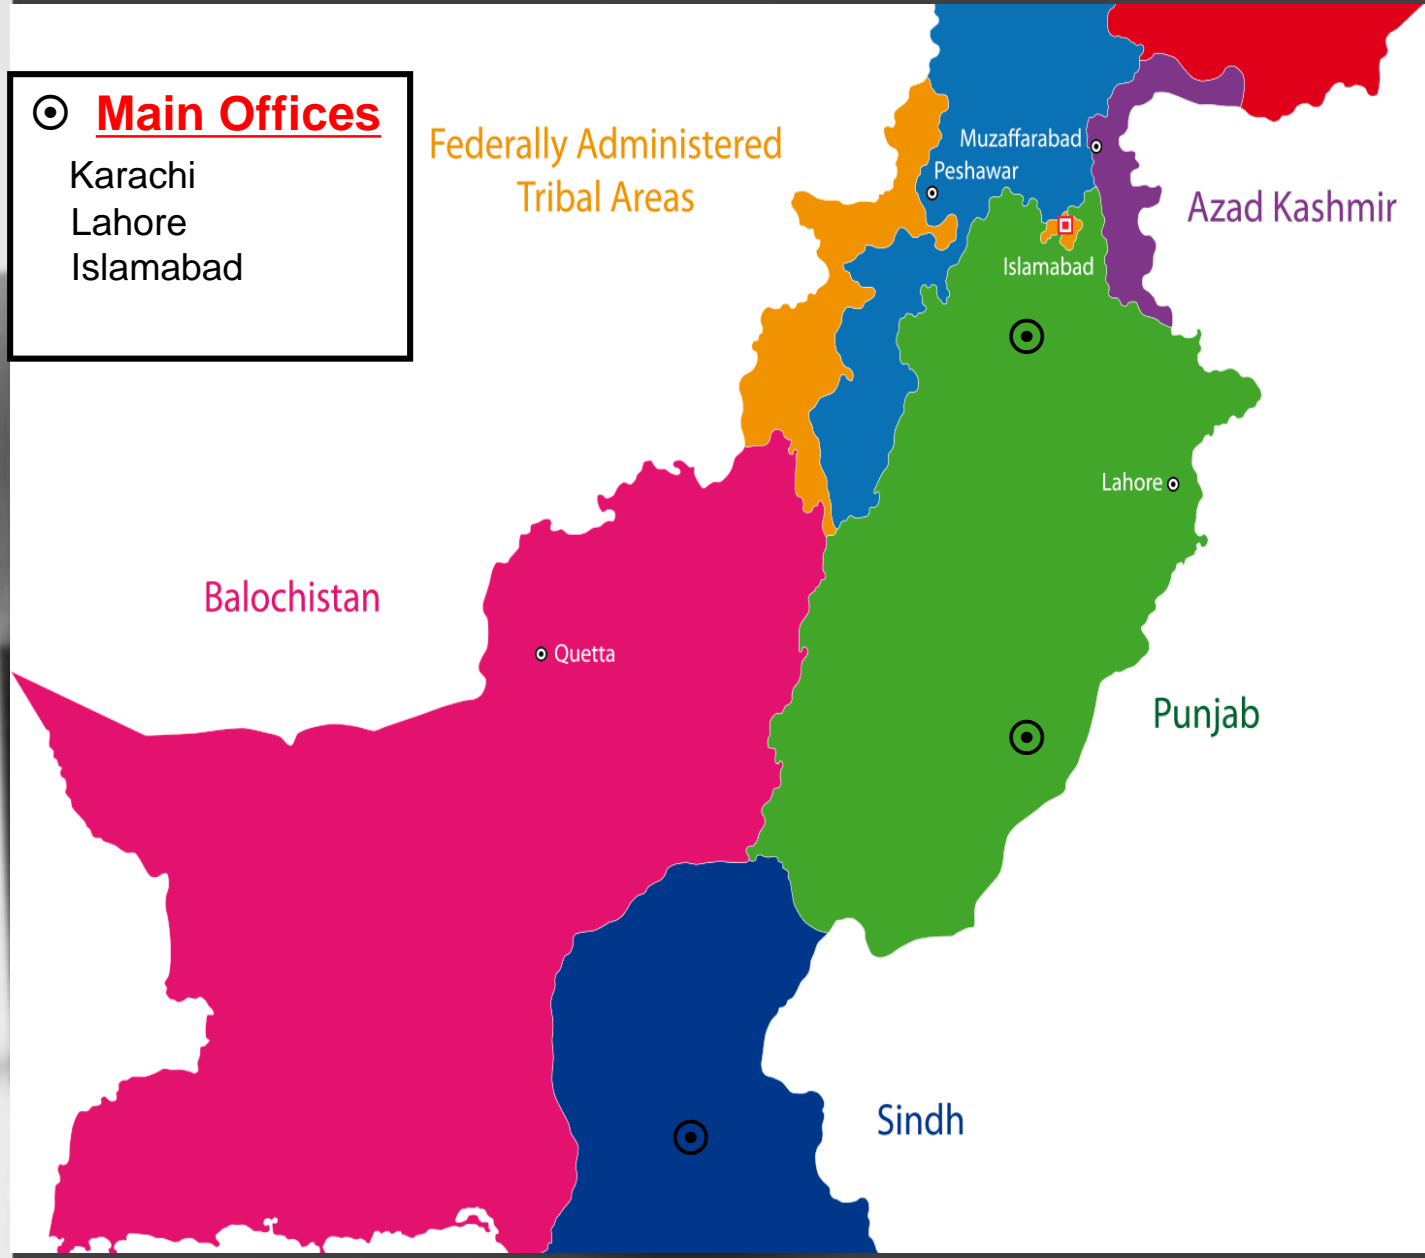 Main Offices
Karachi
Lahore
Islamabad
Federally Administered
Tribal Areas
Muzaffarabad
Peshawar
Azad Kashmir
Islamabad
Lahore
Balochistan
Quetta
Punjab
Sindh